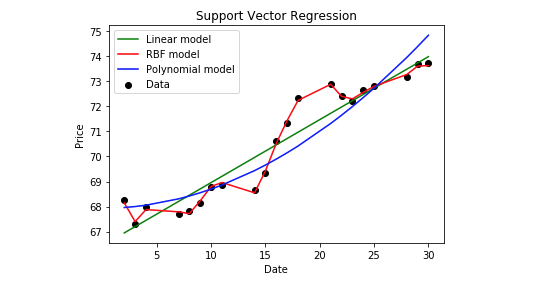 Support Vector Regression
Linear model
RBF model
Polynomial model
Data
75
74
73
72
71
70
69
68
67
Price
5
10
15
20
25
30
Date